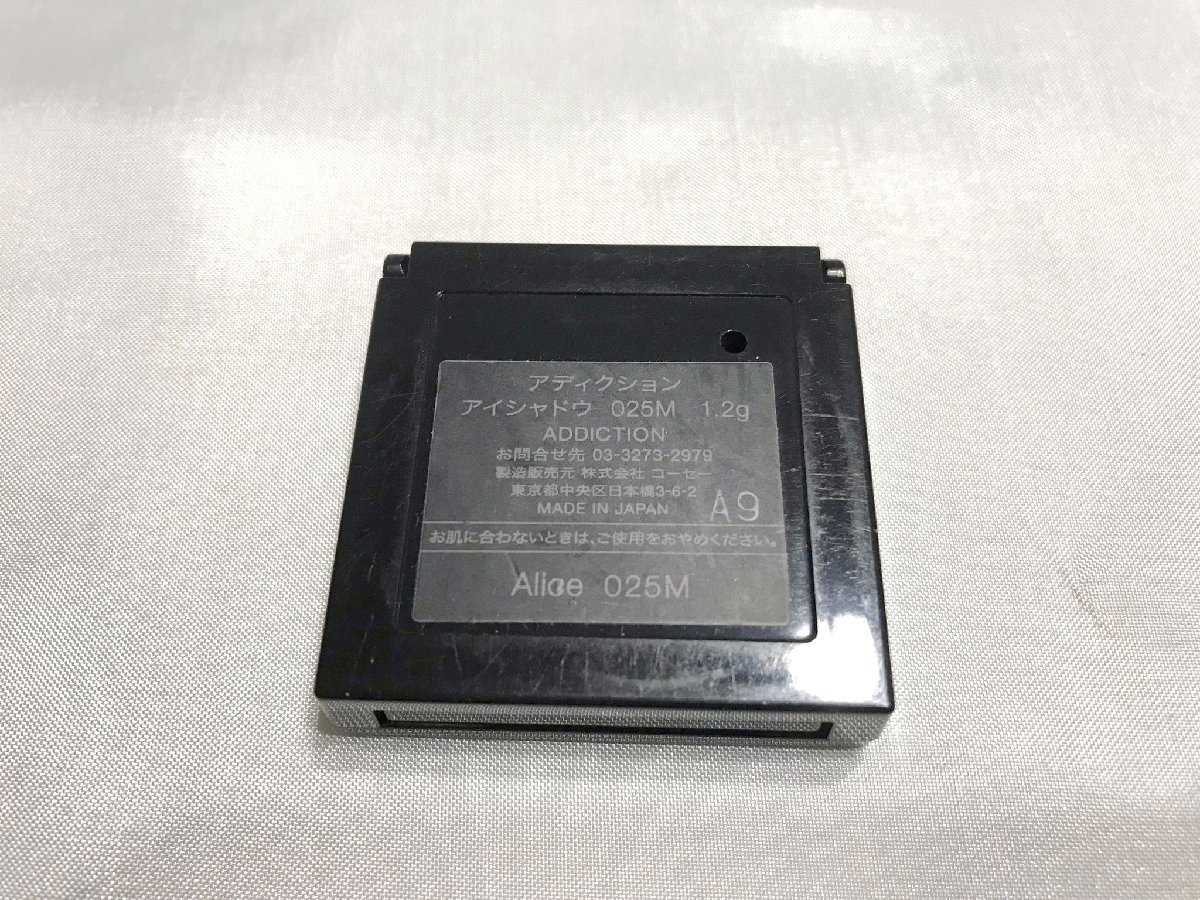 アディクション
アイシャドウ 025M 1.2g
ADDICTION
お問合せ先 03-3273-2979
製造販売元 株式会社 コーセー
東京都中央区日本橋3-6-2
MADE IN JAPAN A9
お肌に合わないときは、ご使用をおやめください。
Alice 025M